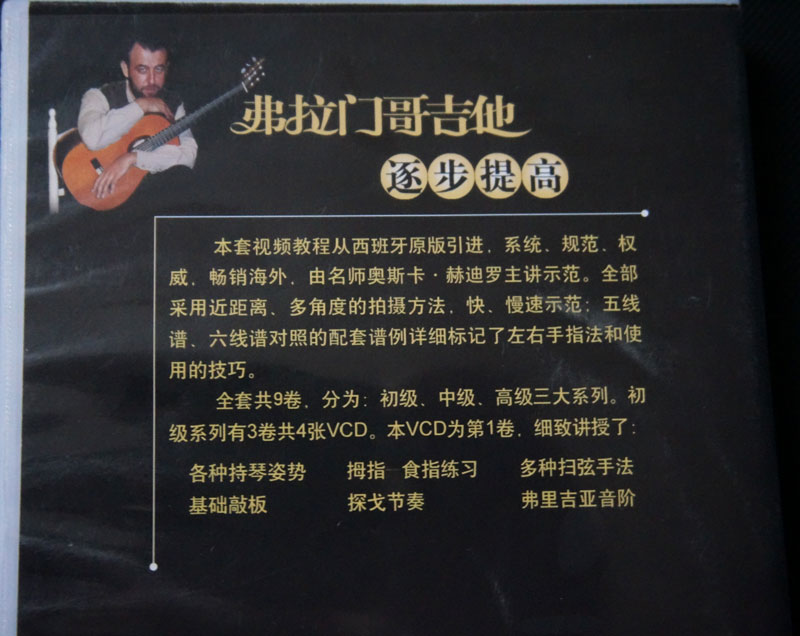 弗拉门哥吉他
逐步提高
本套视频教程从西班牙原版引进，系统、规范、权
威，畅销海外，由名师奥斯卡·赫迪罗主讲示范。全部
采用近距离、多角度的拍摄方法，快、慢速示范；五线
谱、六线谱对照的配套谱例详细标记了左右手指法和使
用的技巧。
全套共9卷，分为：初级、中级、高级三大系列。初
级系列有3卷共4张VCD。本VCD为第1卷，细致讲授了：
各种持琴姿势 拇指 食指练习 多种扫弦手法
基础敲板 探戈节奏 弗里吉亚音阶